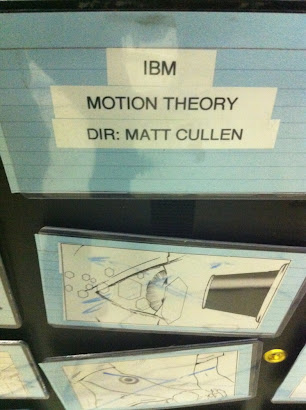 IBM
MOTION THEORY
DIR: MATT CULLEN